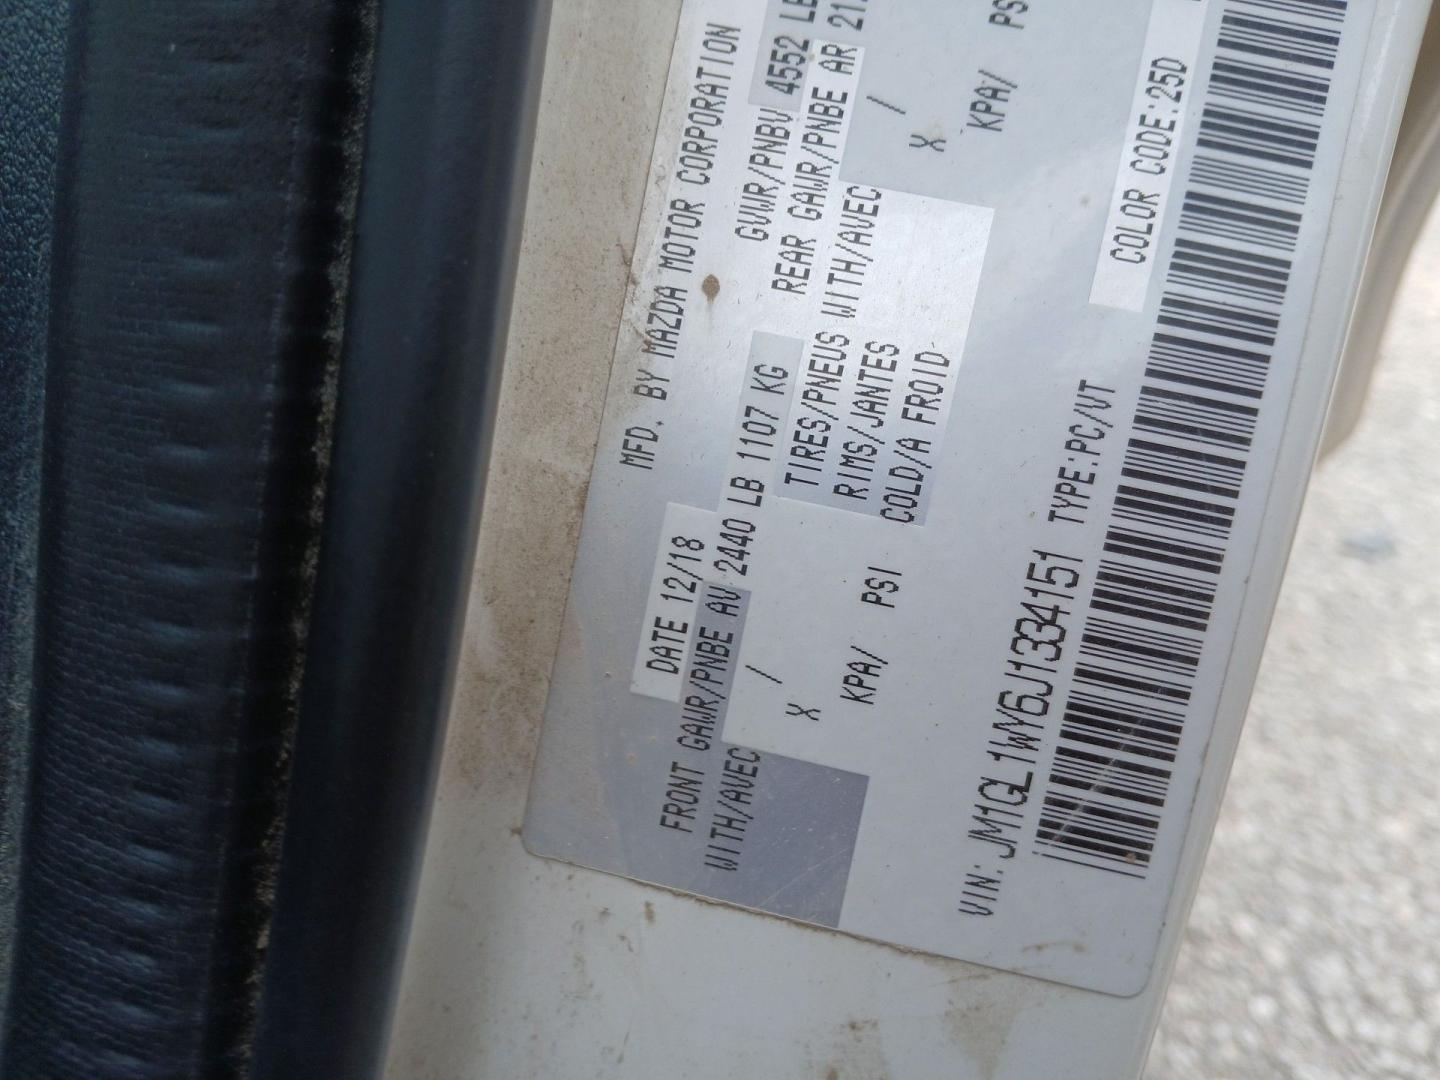 MFD. BY MAZDA MOTOR CORPORATION
DATE 12/18
GVWR/PNBV 4552 LB
FRONT GAWR/PNBE AV 2440 LB 1107 KG
REAR GAWR/PNBE AR
WITH/AVEC
TIRES/PNEUS WITH/AVEC
X /
RIMS/JANTES
X /
KPA/ PSI
COLD/A FROID
KPA/ PS
VIN: JM1GL1WY6J1334151 TYPE:PC/VT
COLOR CODE:25D